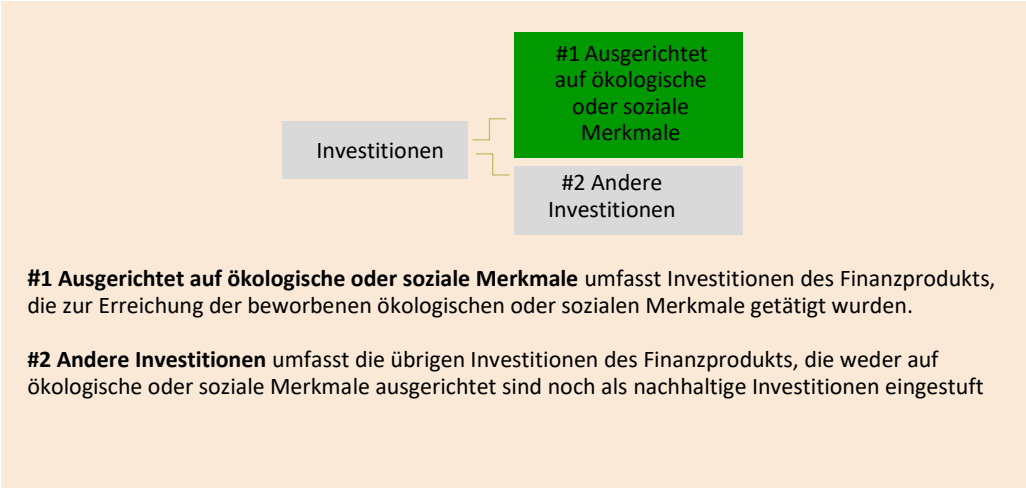 #1 Ausgerichtet
auf ökologische
oder soziale
Merkmale
Investitionen
#2 Andere
Investitionen
#1 Ausgerichtet auf ökologische oder soziale Merkmale umfasst Investitionen des Finanzprodukts,
die zur Erreichung der beworbenen ökologischen oder sozialen Merkmale getätigt wurden.
#2 Andere Investitionen umfasst die übrigen Investitionen des Finanzprodukts, die weder auf
ökologische oder soziale Merkmale ausgerichtet sind noch als nachhaltige Investitionen eingestuft